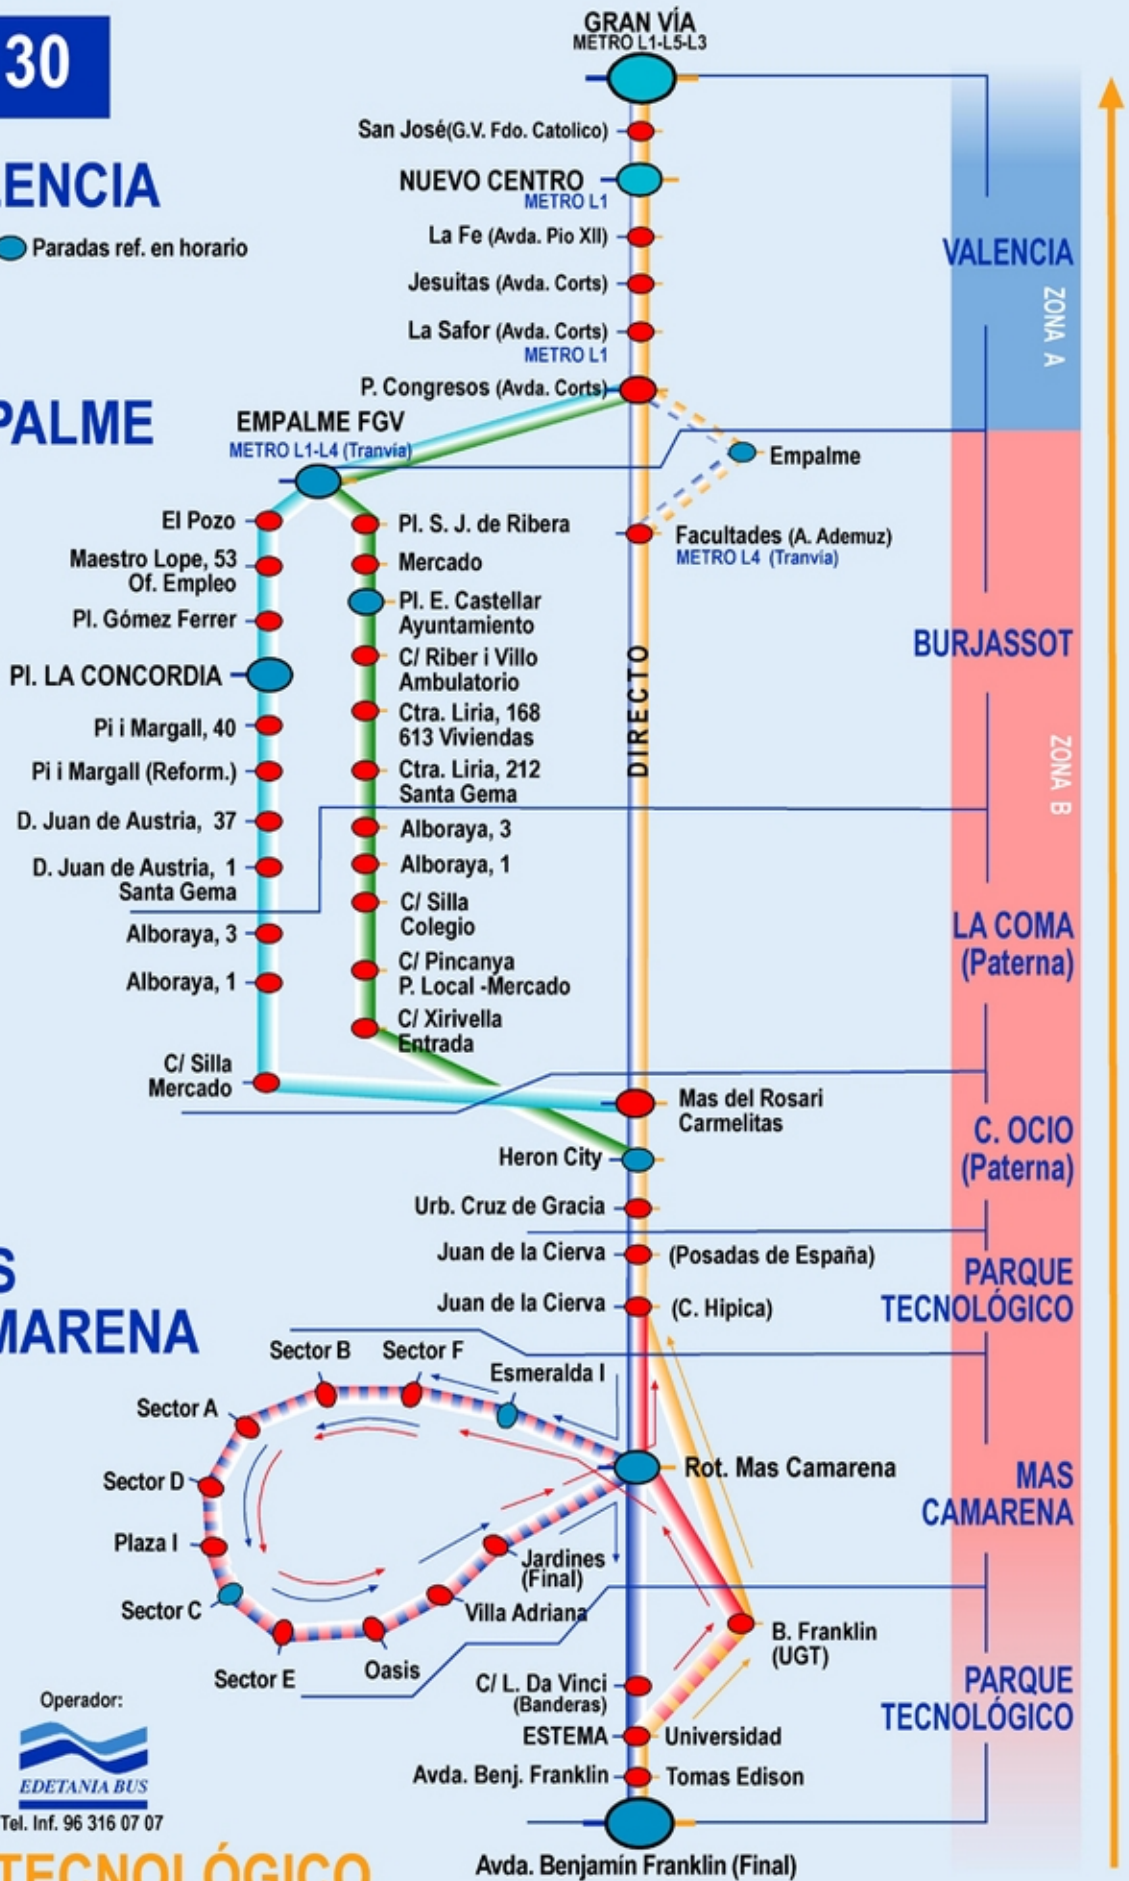 30
GRAN VÍA
METRO L1-L5-L3
San José(G.V. Fdo. Catolico)
ENCIA
NUEVO CENTRO
METRO L1
Paradas ref. en horario
La Fe (Avda. Pio XII)
VALENCIA
Jesuitas (Avda. Corts)
ZONA A
La Safor (Avda. Corts)
METRO L1
P. Congresos (Avda. Corts)
PALME
EMPALME FGV
METRO L1-L4 (Tranvía)
Empalme
El Pozo
Pl. S. J. de Ribera
Facultades (A. Ademuz)
METRO L4 (Tranvía)
Maestro Lope, 53
Of. Empleo
Mercado
Pl. Gómez Ferrer
Pl. E. Castellar
Ayuntamiento
BURJASSOT
Pl. LA CONCORDIA
C/ Riber i Villo
Ambulatorio
DIRECTO
Pi i Margall, 40
Ctra. Liria, 168
613 Viviendas
Pi i Margall (Reform.)
Ctra. Liria, 212
Santa Gema
ZONA B
D. Juan de Austria, 37
Alboraya, 3
D. Juan de Austria, 1
Santa Gema
Alboraya, 1
Alboraya, 3
C/ Silla
Colegio
LA COMA
(Paterna)
Alboraya, 1
C/ Pincanya
P. Local -Mercado
C/ Xirivella
Entrada
C/ Silla
Mercado
Mas del Rosari
Carmelitas
C. OCIO
(Paterna)
Heron City
Urb. Cruz de Gracia
S
MARENA
Juan de la Cierva
(Posadas de España)
PARQUE
TECNOLÓGICO
Juan de la Cierva
(C. Hipica)
Sector B
Sector F
Esmeralda I
Sector A
Rot. Mas Camarena
MAS
CAMARENA
Sector D
Plaza I
Jardines
(Final)
Sector C
Villa Adriana
B. Franklin
(UGT)
Sector E
Oasis
C/ L. Da Vinci
(Banderas)
PARQUE
TECNOLÓGICO
Operador:
ESTEMA
Universidad
EDETANIA BUS
Avda. Benj. Franklin
Tomas Edison
Tel. Inf. 96 316 07 07
TECNOLÓGICO
Avda. Benjamín Franklin (Final)